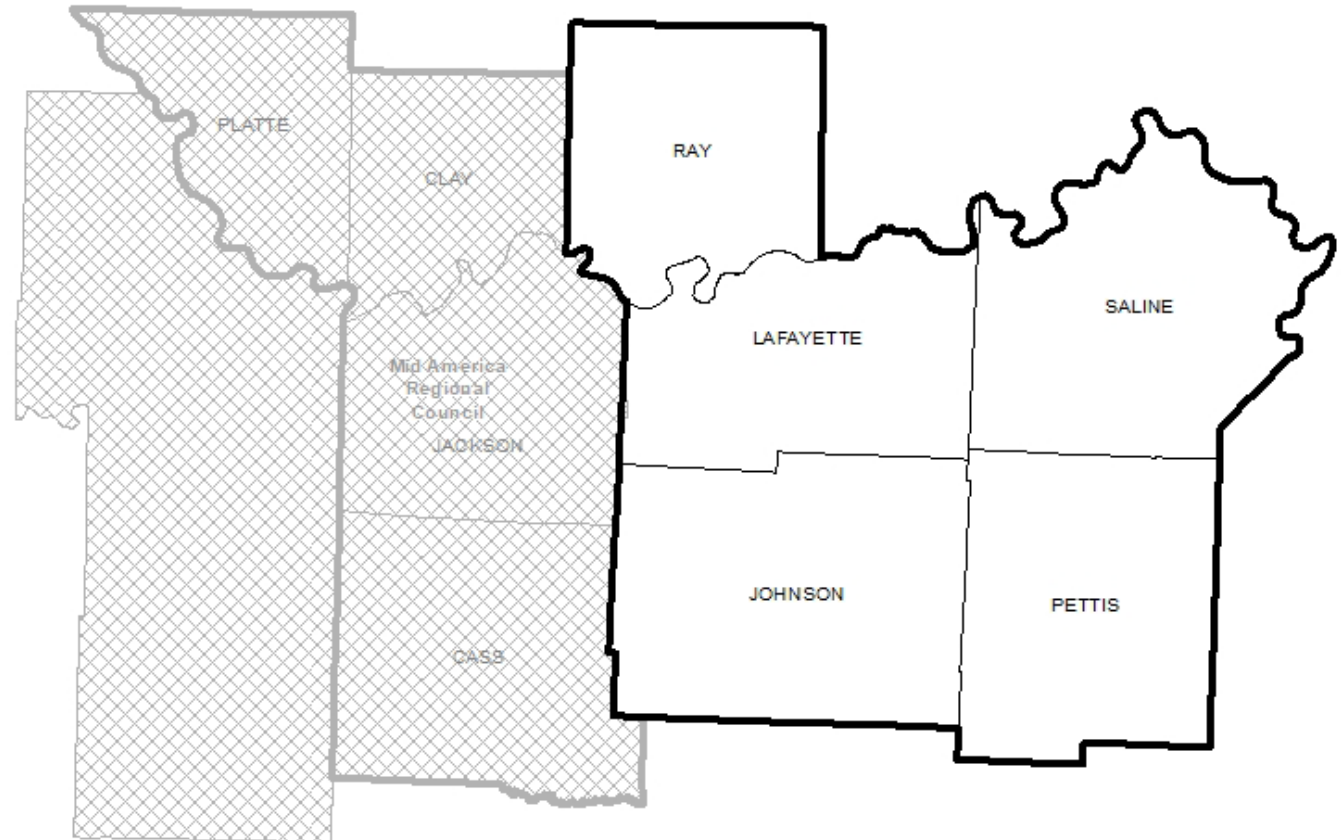 PLATTE
CLAY
RAY
SALINE
LAFAYETTE
Mid America
Regional
Council
JACKSON
JOHNSON
PETTIS
CASS